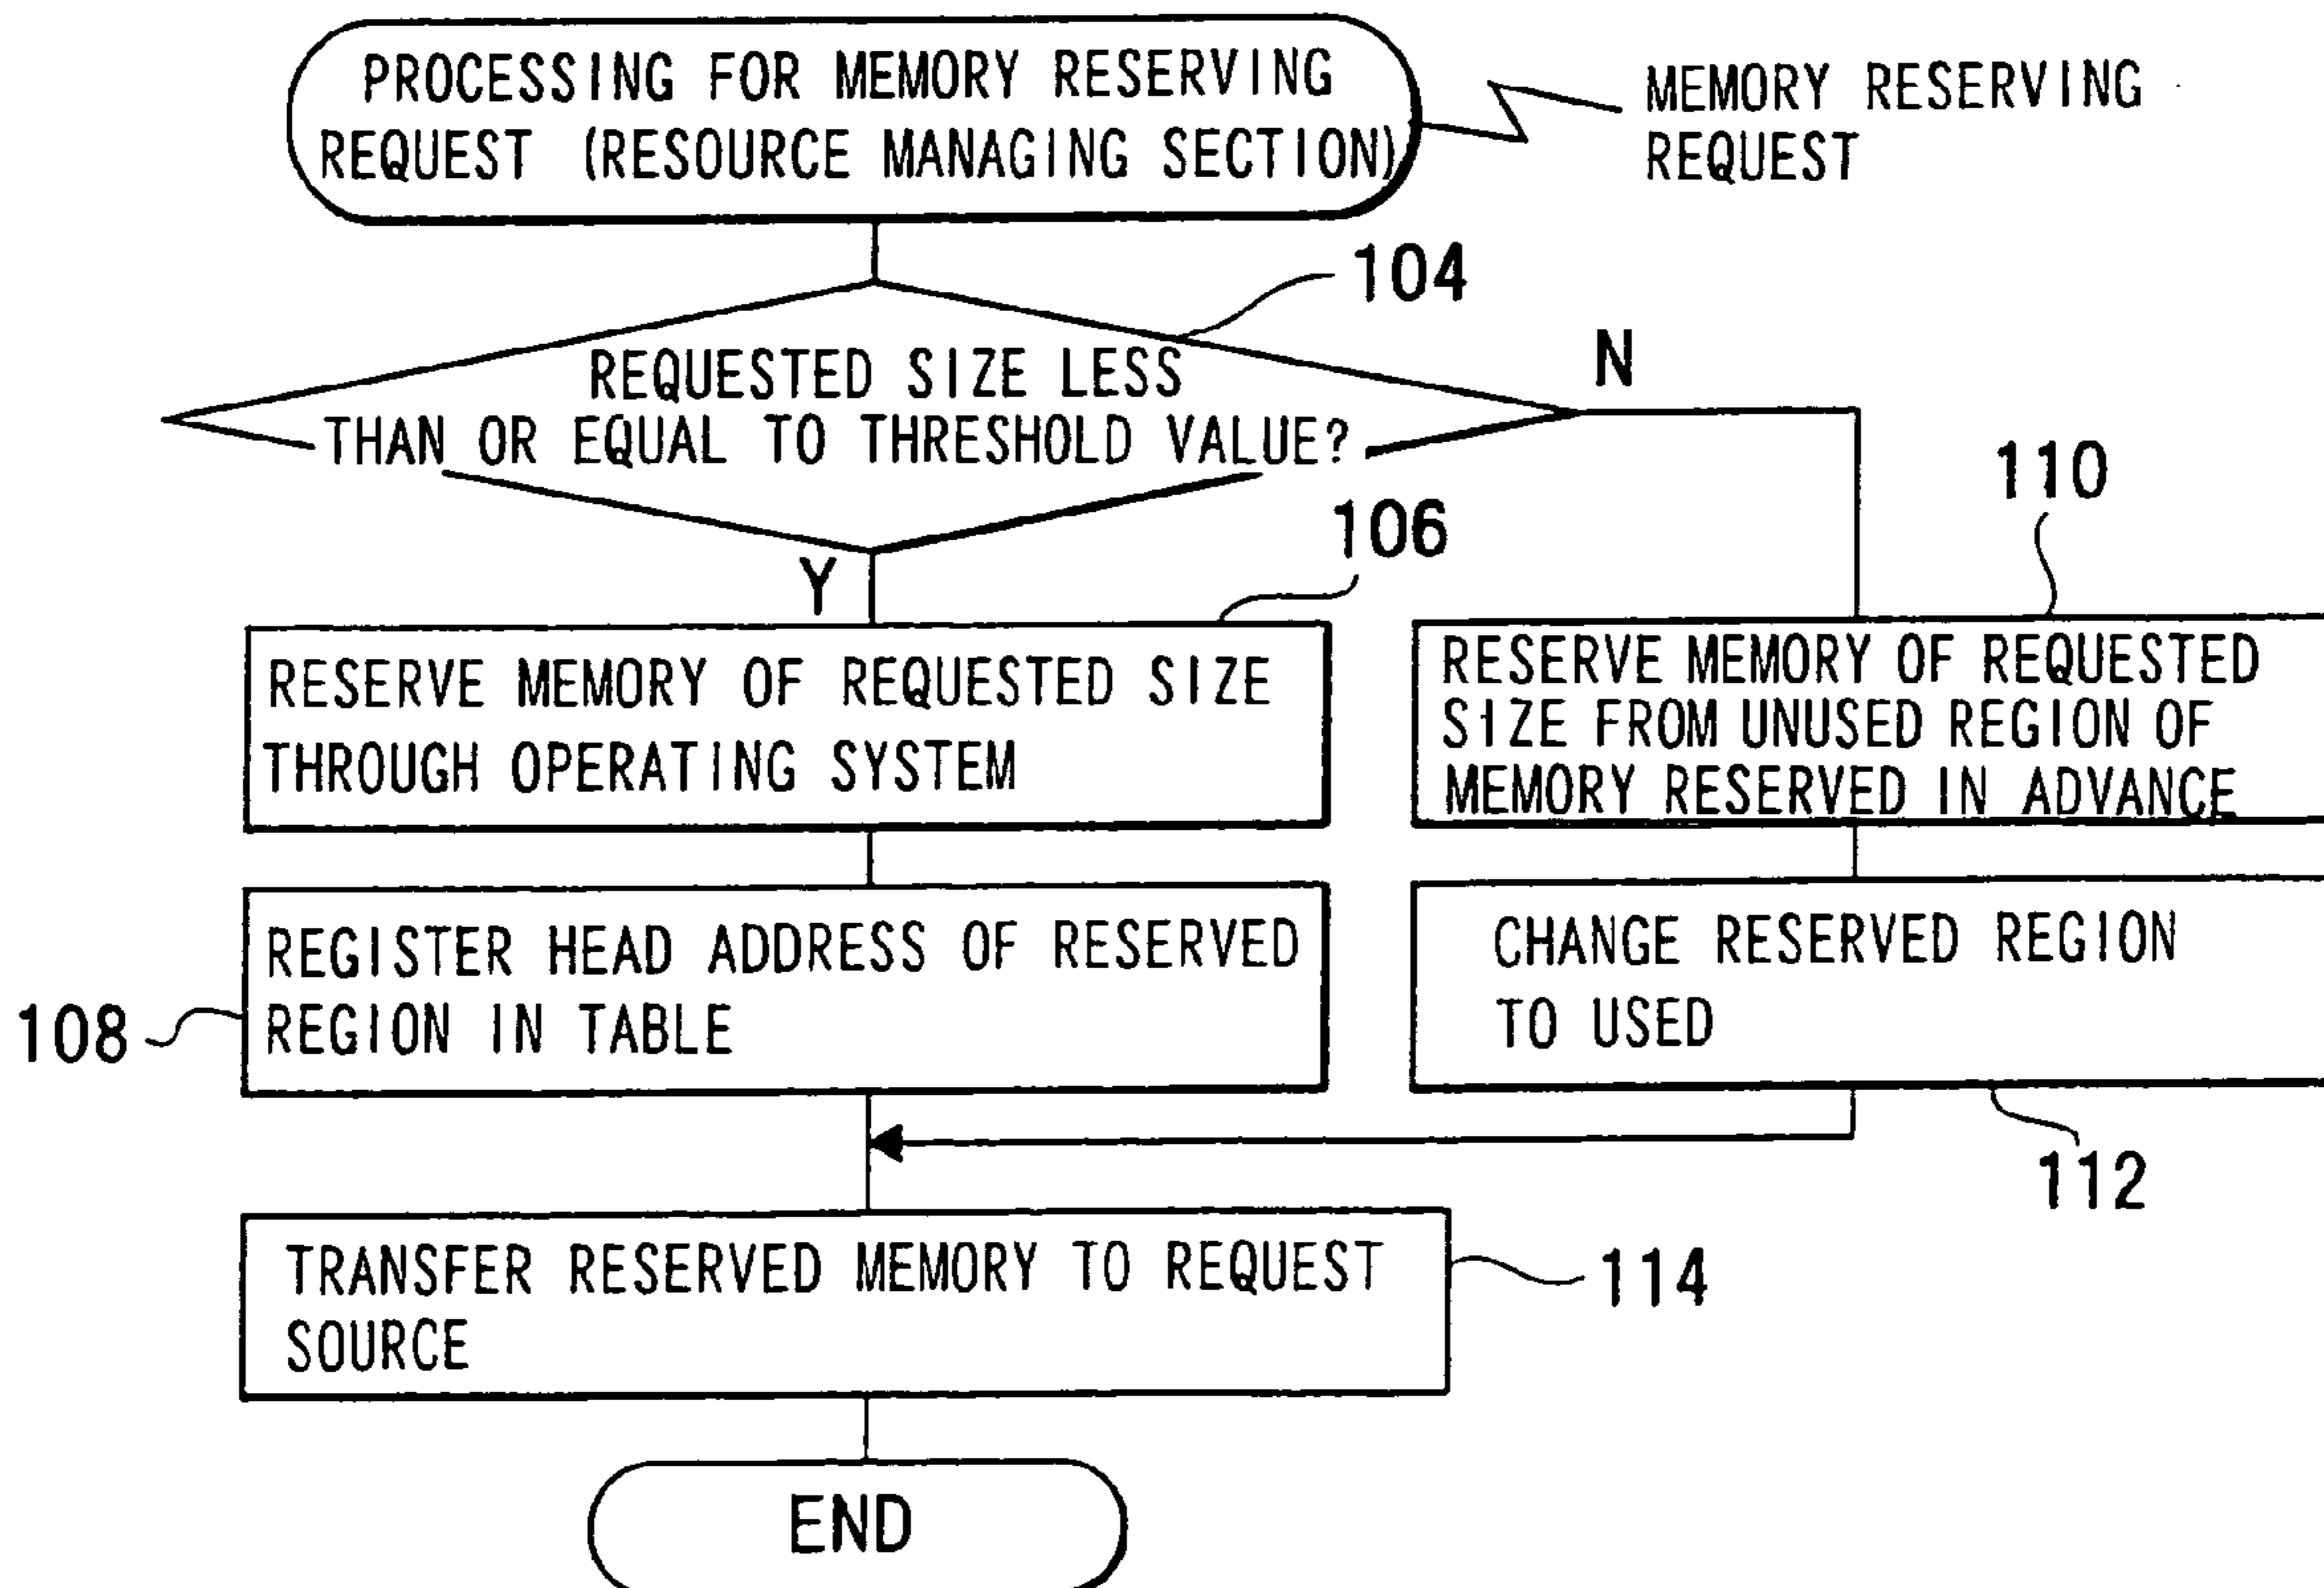 PROCESSING FOR MEMORY RESERVING
REQUEST (RESOURCE MANAGING SECTION)
MEMORY RESERVING
REQUEST
104
REQUESTED SIZE LESS
THAN OR EQUAL TO THRESHOLD VALUE?
N
Y
106
110
RESERVE MEMORY OF REQUESTED SIZE
THROUGH OPERATING SYSTEM
RESERVE MEMORY OF REQUESTED
SIZE FROM UNUSED REGION OF
MEMORY RESERVED IN ADVANCE
108
REGISTER HEAD ADDRESS OF RESERVED
REGION IN TABLE
CHANGE RESERVED REGION
TO USED
112
TRANSFER RESERVED MEMORY TO REQUEST
SOURCE
114
END